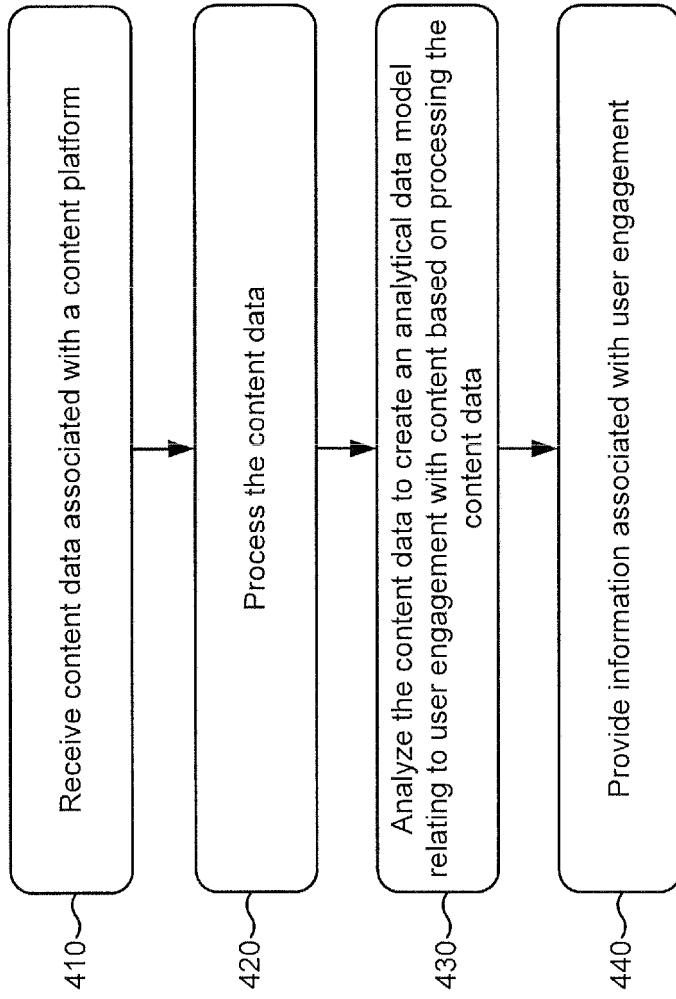 410
Receive content data associated with a content platform
420
Process the content data
430
Analyze the content data to create an analytical data model
relating to user engagement with content based on processing the
content data
440
Provide information associated with user engagement